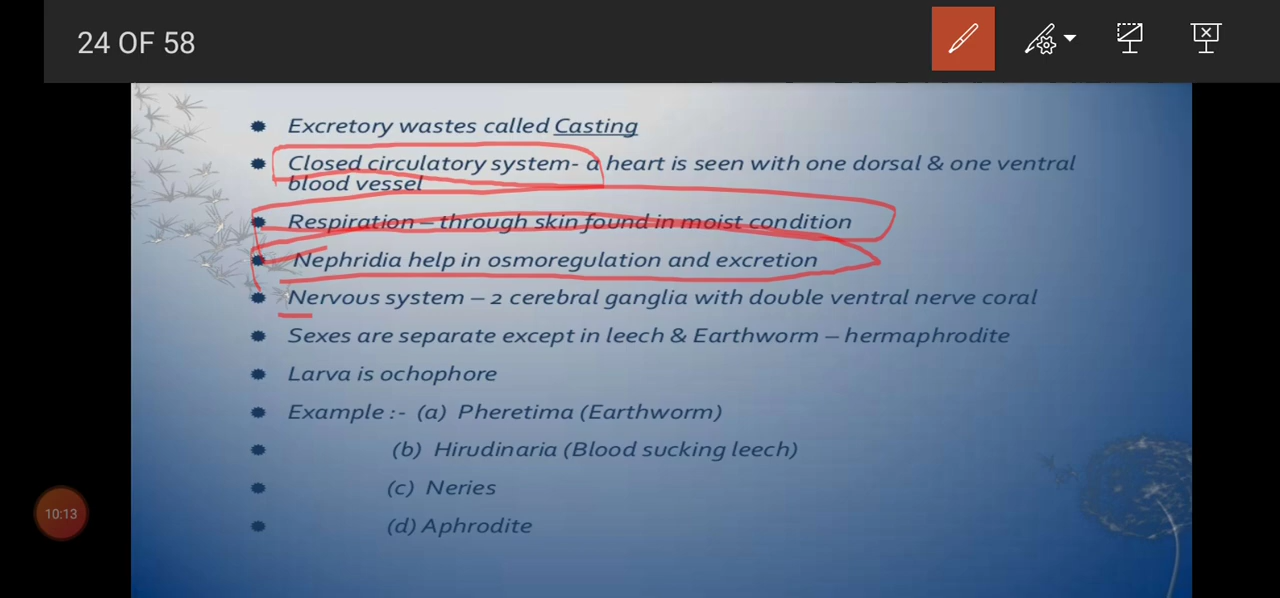 24 OF 58
Excretory wastes called Casting
Closed circulatory system- a heart is seen with one dorsal & one ventral
blood vessel
Respiration – through skin found in moist condition
Nephridia help in osmoregulation and excretion
Nervous system – 2 cerebral ganglia with double ventral nerve coral
Sexes are separate except in leech & Earthworm – hermaphrodite
Larva is ochophore
Example :- (a) Pheretima (Earthworm)
(b) Hirudinaria (Blood sucking leech)
(c) Neries
(d) Aphrodite
10:13